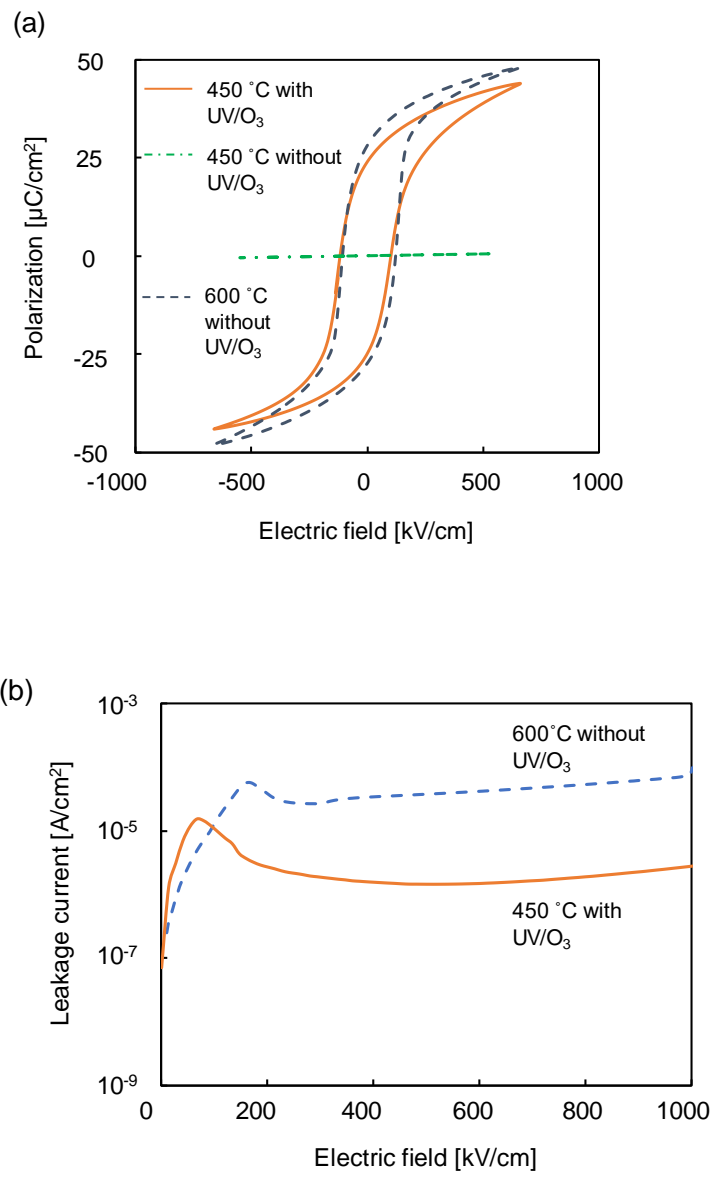 (a)
50
25
0
-25
-50
Polarization [µC/cm²]
450 ˚C with
UV/O₃
450 ˚C without
UV/O₃
600 ˚C
without
UV/O₃
-1000
-500
0
500
1000
Electric field [kV/cm]
(b)
10⁻³
10⁻⁵
10⁻⁷
10⁻⁹
Leakage current [A/cm²]
600˚C without
UV/O₃
450 ˚C with
UV/O₃
0
200
400
600
800
1000
Electric field [kV/cm]